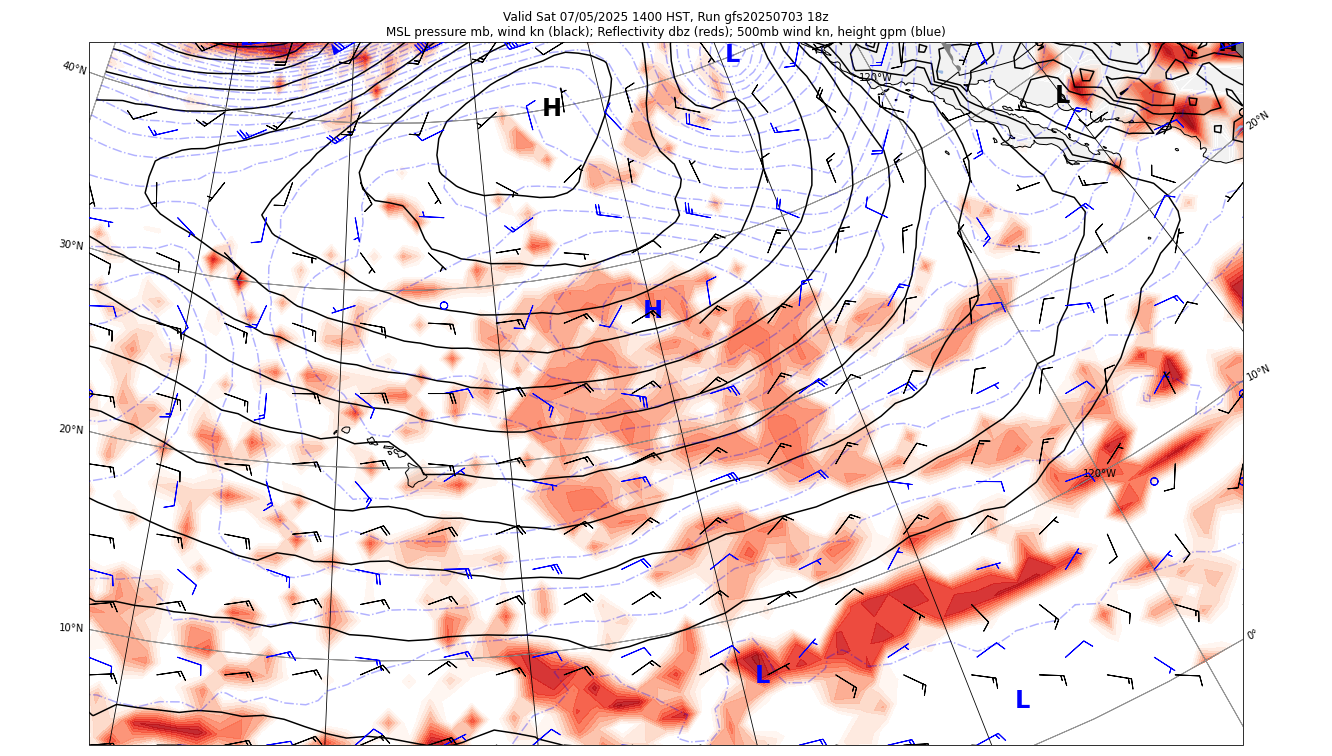 Valid Sat 07/05/2025 1400 HST, Run gfs20250703 18z
MSL pressure mb, wind kn (black); Reflectivity dbz (reds); 500mb wind kn, height gpm (blue)
H
L
40°N
120°W
L
H
20°N
30°N
H
10°N
20°N
120°W
10°N
0°
L
L